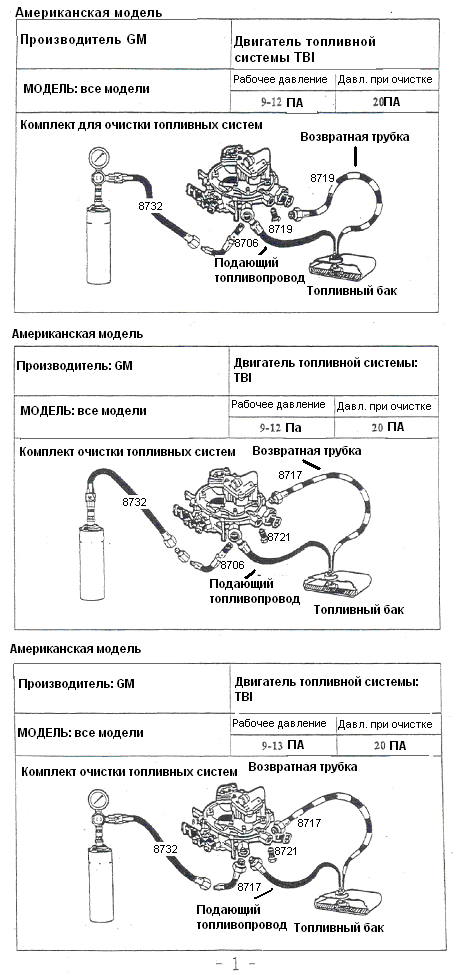 Американская модель
Производитель GM
Двигатель топливной
системы TBI
МОДЕЛЬ: все модели
Рабочее давление
Давл. при очистке
9-12 ПА
20ПА
Комплект для очистки топливных систем
Возвратная трубка
8732
8719
8719
8706
Подающий
топливопровод
Топливный бак
Американская модель
Производитель: GM
Двигатель топливной системы:
TBI
МОДЕЛЬ: все модели
Рабочее давление
Давл. при очистке
9-12 Па
20 ПА
Комплект очистки топливных систем
Возвратная трубка
8717
8732
8721
8706
Подающий
топливопровод
Топливный бак
Американская модель
Производитель: GM
Двигатель топливной системы:
TBI
МОДЕЛЬ: все модели
Рабочее давление
Давл. при очистке
9-13 ПА
20 ПА
Комплект очистки топливных систем
Возвратная трубка
8717
8732
8721
8717
Подающий
топливопровод
Топливный бак
- 1 -